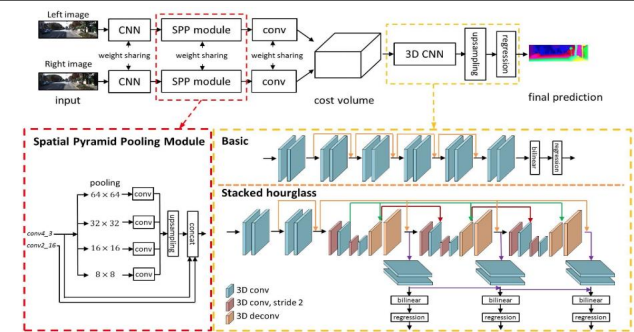 Left image
CNN
SPP module
conv
weight sharing
weight sharing
weight sharing
Right image
CNN
SPP module
conv
input
cost volume
3D CNN
upsampling
regression
final prediction
Spatial Pyramid Pooling Module
pooling
64 × 64
conv
32 × 32
conv
16 × 16
conv
8 × 8
conv
conv4_3
conv2_16
upsampling
concat
Basic
bilinear
regression
Stacked hourglass
3D conv
3D conv, stride 2
3D deconv
bilinear
bilinear
bilinear
regression
regression
regression